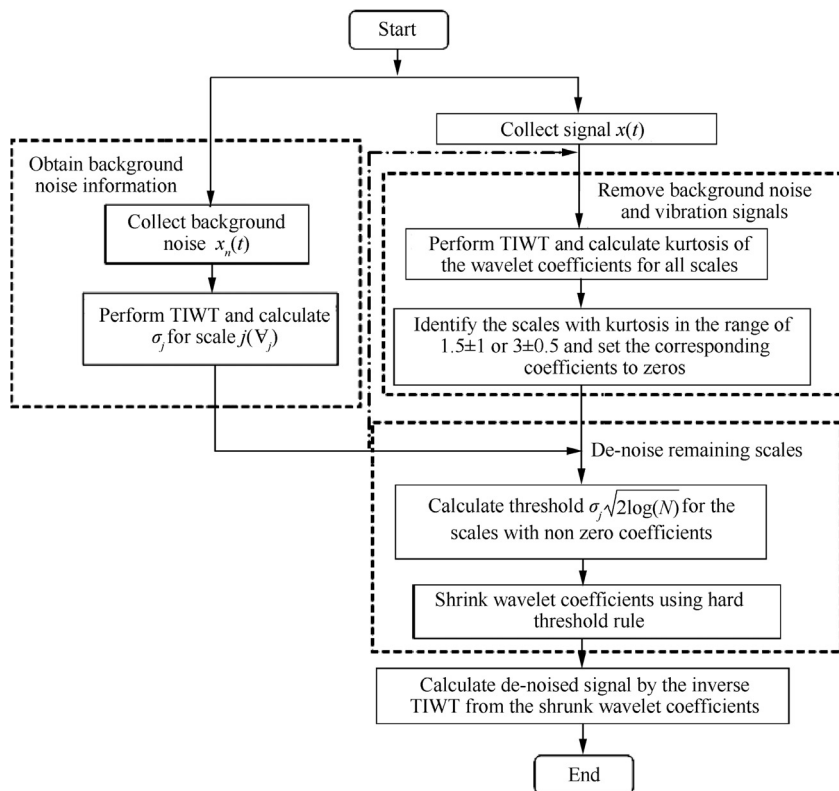 Start
Collect signal x(t)
Obtain background
noise information
Collect background
noise xₙ(t)
Perform TIWT and calculate
σⱼ for scale j(∀ⱼ)
Remove background noise
and vibration signals
Perform TIWT and calculate kurtosis of
the wavelet coefficients for all scales
Identify the scales with kurtosis in the range of
1.5±1 or 3±0.5 and set the corresponding
coefficients to zeros
De-noise remaining scales
Calculate threshold σⱼ√2log(N) for the
scales with non zero coefficients
Shrink wavelet coefficients using hard
threshold rule
Calculate de-noised signal by the inverse
TIWT from the shrunk wavelet coefficients
End